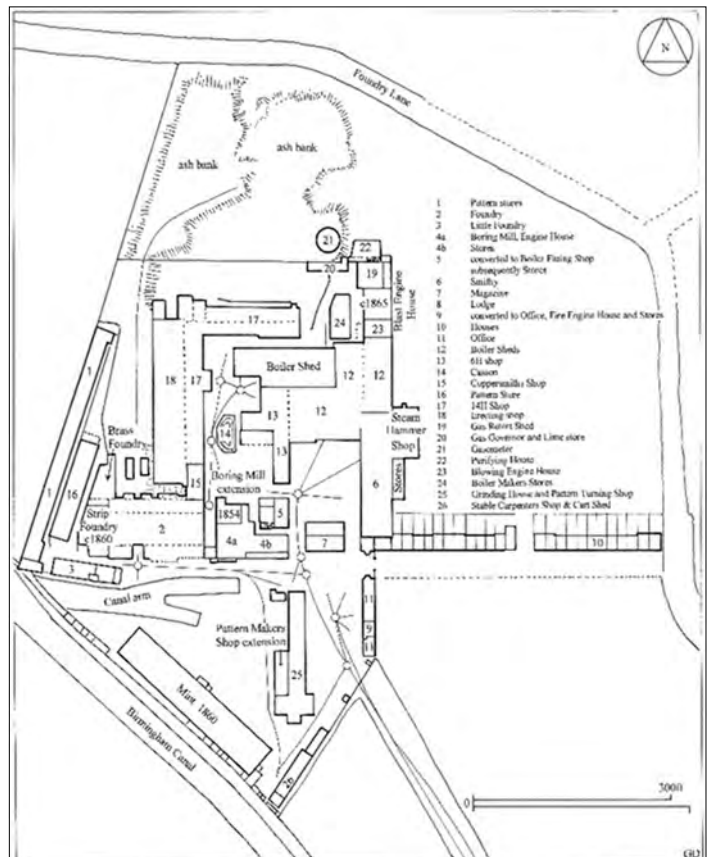 N
Foundry Lane
ash bank
ash bank
1 Pattern stores
2 Foundry
3 Little Foundry
4a Boring Mill, Engine House
4b Stores
5 converted to Boiler Fitting Shop
subsequently Stores
6 Smithy
7 Magazine
8 Lodge
9 converted to Office, Fire Engine House and Stores
10 Houses
11 Office
12 Boiler Sheds
13
14
15 Coppersmiths Shop
16 Pattern Store
17 Shop
18 Erecting shop
19 Gas Retort Shed
20 Gas Governor and Lime store
21 Gasometer
22 Purifying House
23 Blowing Engine House
24 Boiler Makers Stores
25 Grinding House and Pattern Turning Shop
26 Stable Carpenters Shop & Cart Shed
21
22
20
19
c1865
Blast Engine
House
23
24
17
18
17
Boiler Shed
12
12
12
13
13
14
Steam
Hammer
Shop
Stores
6
1
1
16
Brass
Foundry
15
Boring Mill
extension
1854
5
4a
4b
7
Strip
Foundry
c1860
2
3
10
Canal arm
11
9
Pattern Makers
Shop extension
25
Mint 1860
Birmingham Canal
26
0
3000